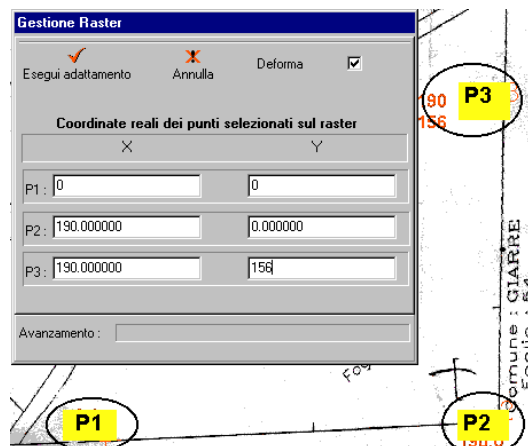 Gestione Raster
Esegui adattamento
Annulla
Deforma
Coordinate reali dei punti selezionati sul raster
X Y
P1 : 0 0
P2 : 190.000000 0.000000
P3 : 190.000000 156
Avanzamento :
190
156
P3
Comune : GIARRE
P1
P2